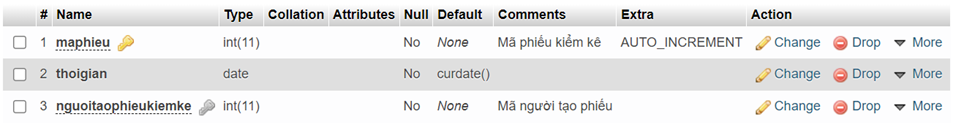 # Name Type Collation Attributes Null Default Comments Extra Action
1 maphieu int(11) No None Mã phiếu kiểm kê AUTO_INCREMENT Change Drop More
2 thoigian date No curdate() Change Drop More
3 nguoitaophieukiemke int(11) No None Mã người tạo phiếu Change Drop More